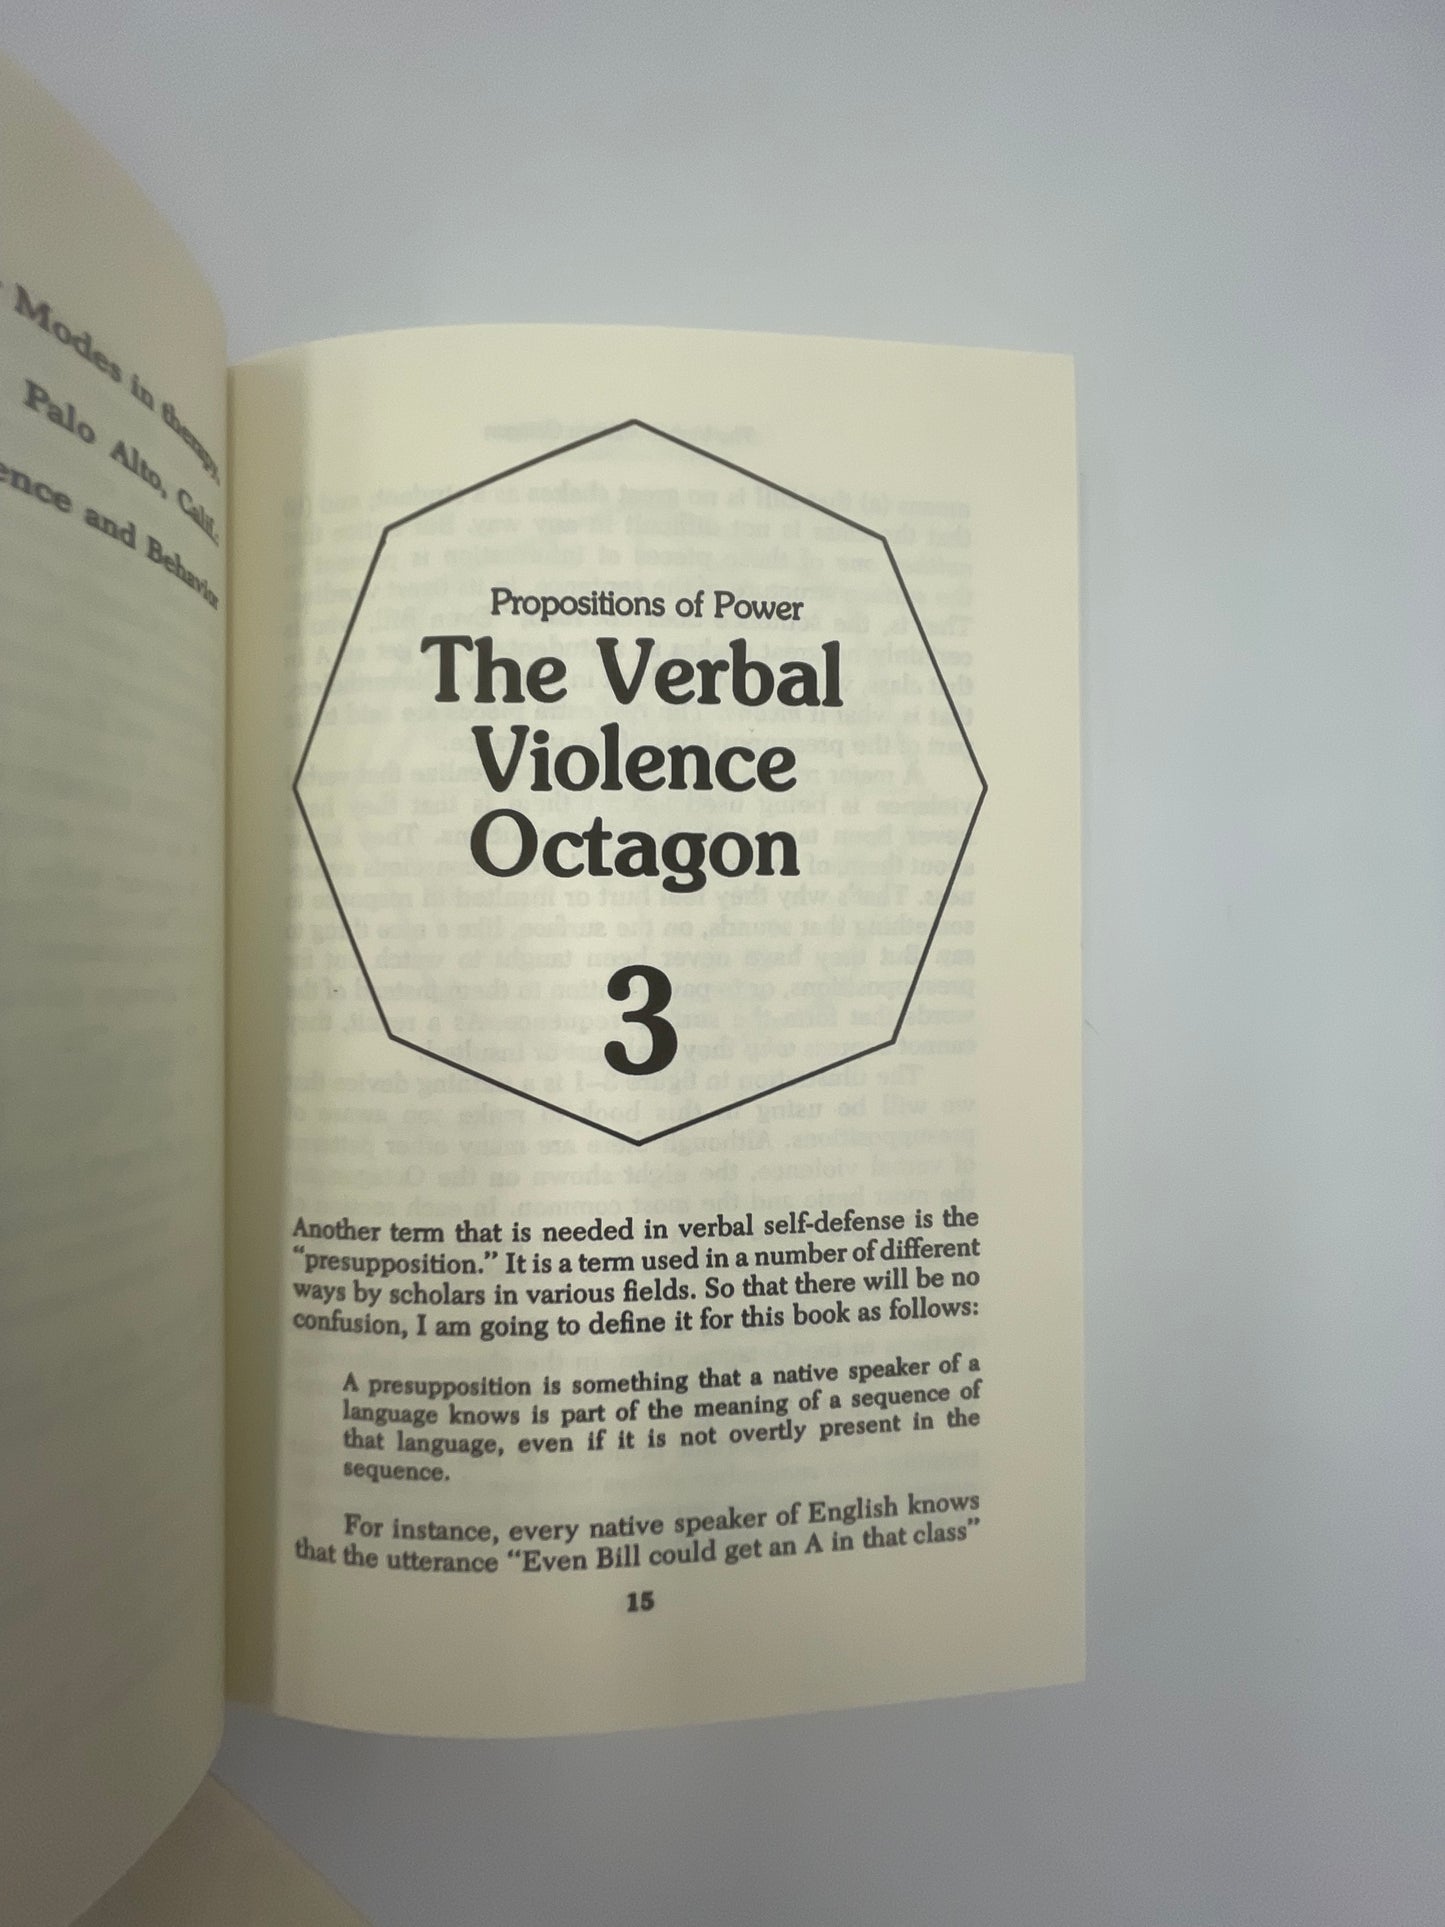 Modes in therapy,
Palo Alto, Calif.:
and Behavior
Propositions of Power
The Verbal
Violence
Octagon
3
Another term that is needed in verbal self-defense is the
“presupposition.” It is a term used in a number of different
ways by scholars in various fields. So that there will be no
confusion, I am going to define it for this book as follows:
A presupposition is something that a native speaker of a
language knows is part of the meaning of a sequence of
that language, even if it is not overtly present in the
sequence.
For instance, every native speaker of English knows
that the utterance “Even Bill could get an A in that class”
15